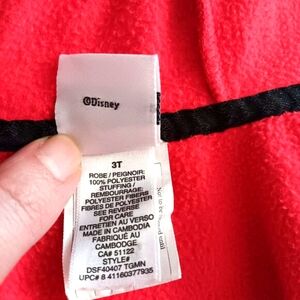 ©Disney
3T
ROBE / PEIGNOIR:
100% POLYESTER
STUFFING /
REMBOURRAGE:
POLYESTER FIBERS
FIBRES DE POLYESTER
SEE REVERSE
FOR CARE
ENTRETIEN AU VERSO
MADE IN CAMBODIA
FABRIQUÉ AU
CAMBODGE
CA# 51122
STYLE#
DSF40407 TGMN
UPC# 8 41160377935